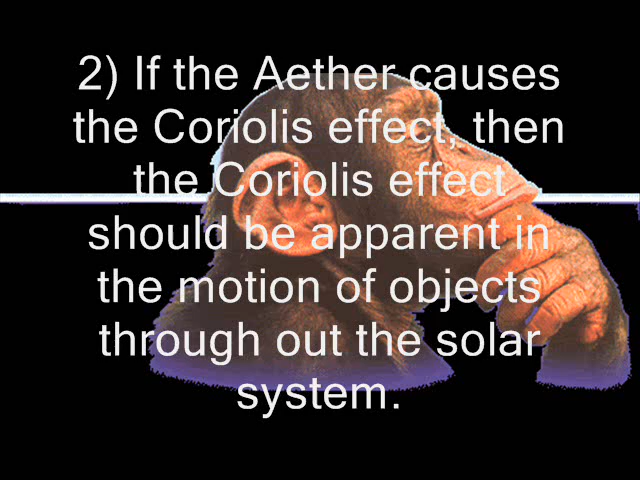 2) If the Aether causes
the Coriolis effect, then
the Coriolis effect
should be apparent in
the motion of objects
through out the solar
system.